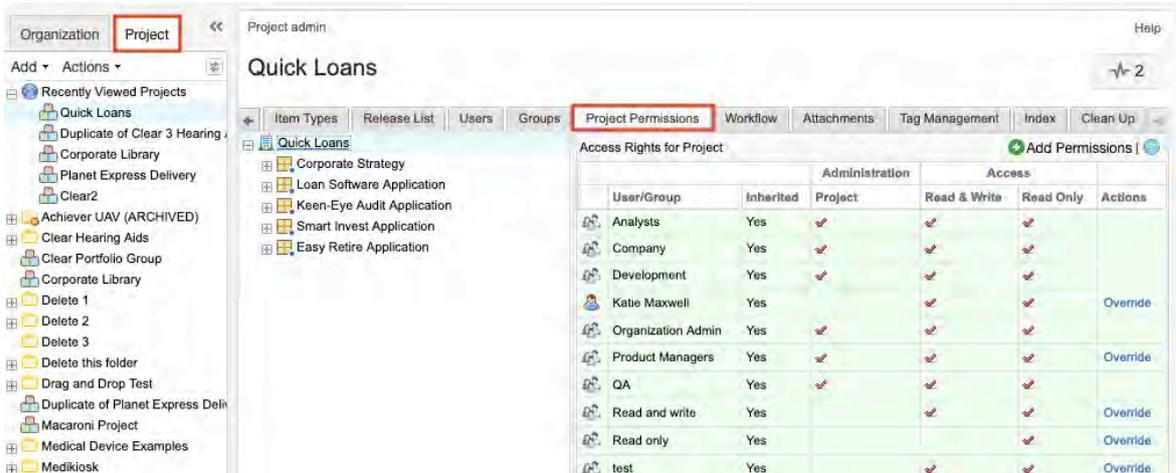 Organization Project <<
Add Actions
Recently Viewed Projects
Quick Loans
Duplicate of Clear 3 Hearing
Corporate Library
Planet Express Delivery
Clear2
Achiever UAV (ARCHIVED)
Clear Hearing Aids
Clear Portfolio Group
Corporate Library
Delete 1
Delete 2
Delete 3
Delete this folder
Drag and Drop Test
Duplicate of Planet Express Deliv
Macaroni Project
Medical Device Examples
Medikiosk
Project admin Help
Quick Loans 2
Item Types Release List Users Groups Project Permissions Workflow Attachments Tag Management Index Clean Up
Quick Loans
Corporate Strategy
Loan Software Application
Keen-Eye Audit Application
Smart Invest Application
Easy Retire Application
Access Rights for Project Add Permissions |
Administration Access
User/Group Inherited Project Read & Write Read Only Actions
Analysts Yes
Company Yes
Development Yes
Katie Maxwell Yes Override
Organization Admin Yes
Product Managers Yes Override
QA Yes
Read and write Yes Override
Read only Yes Override
test Yes Override